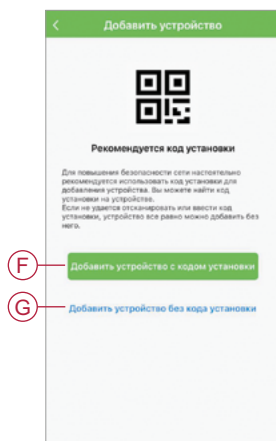 Добавить устройство
Рекомендуется код установки
Для повышения безопасности сети настоятельно
рекомендуется использовать код установки для
добавления устройства. Вы можете найти код
установки на устройстве.
Если не удается отсканировать или ввести код
установки, устройство все равно можно добавить без
него.
F
Добавить устройство с кодом установки
G
Добавить устройство без кода установки